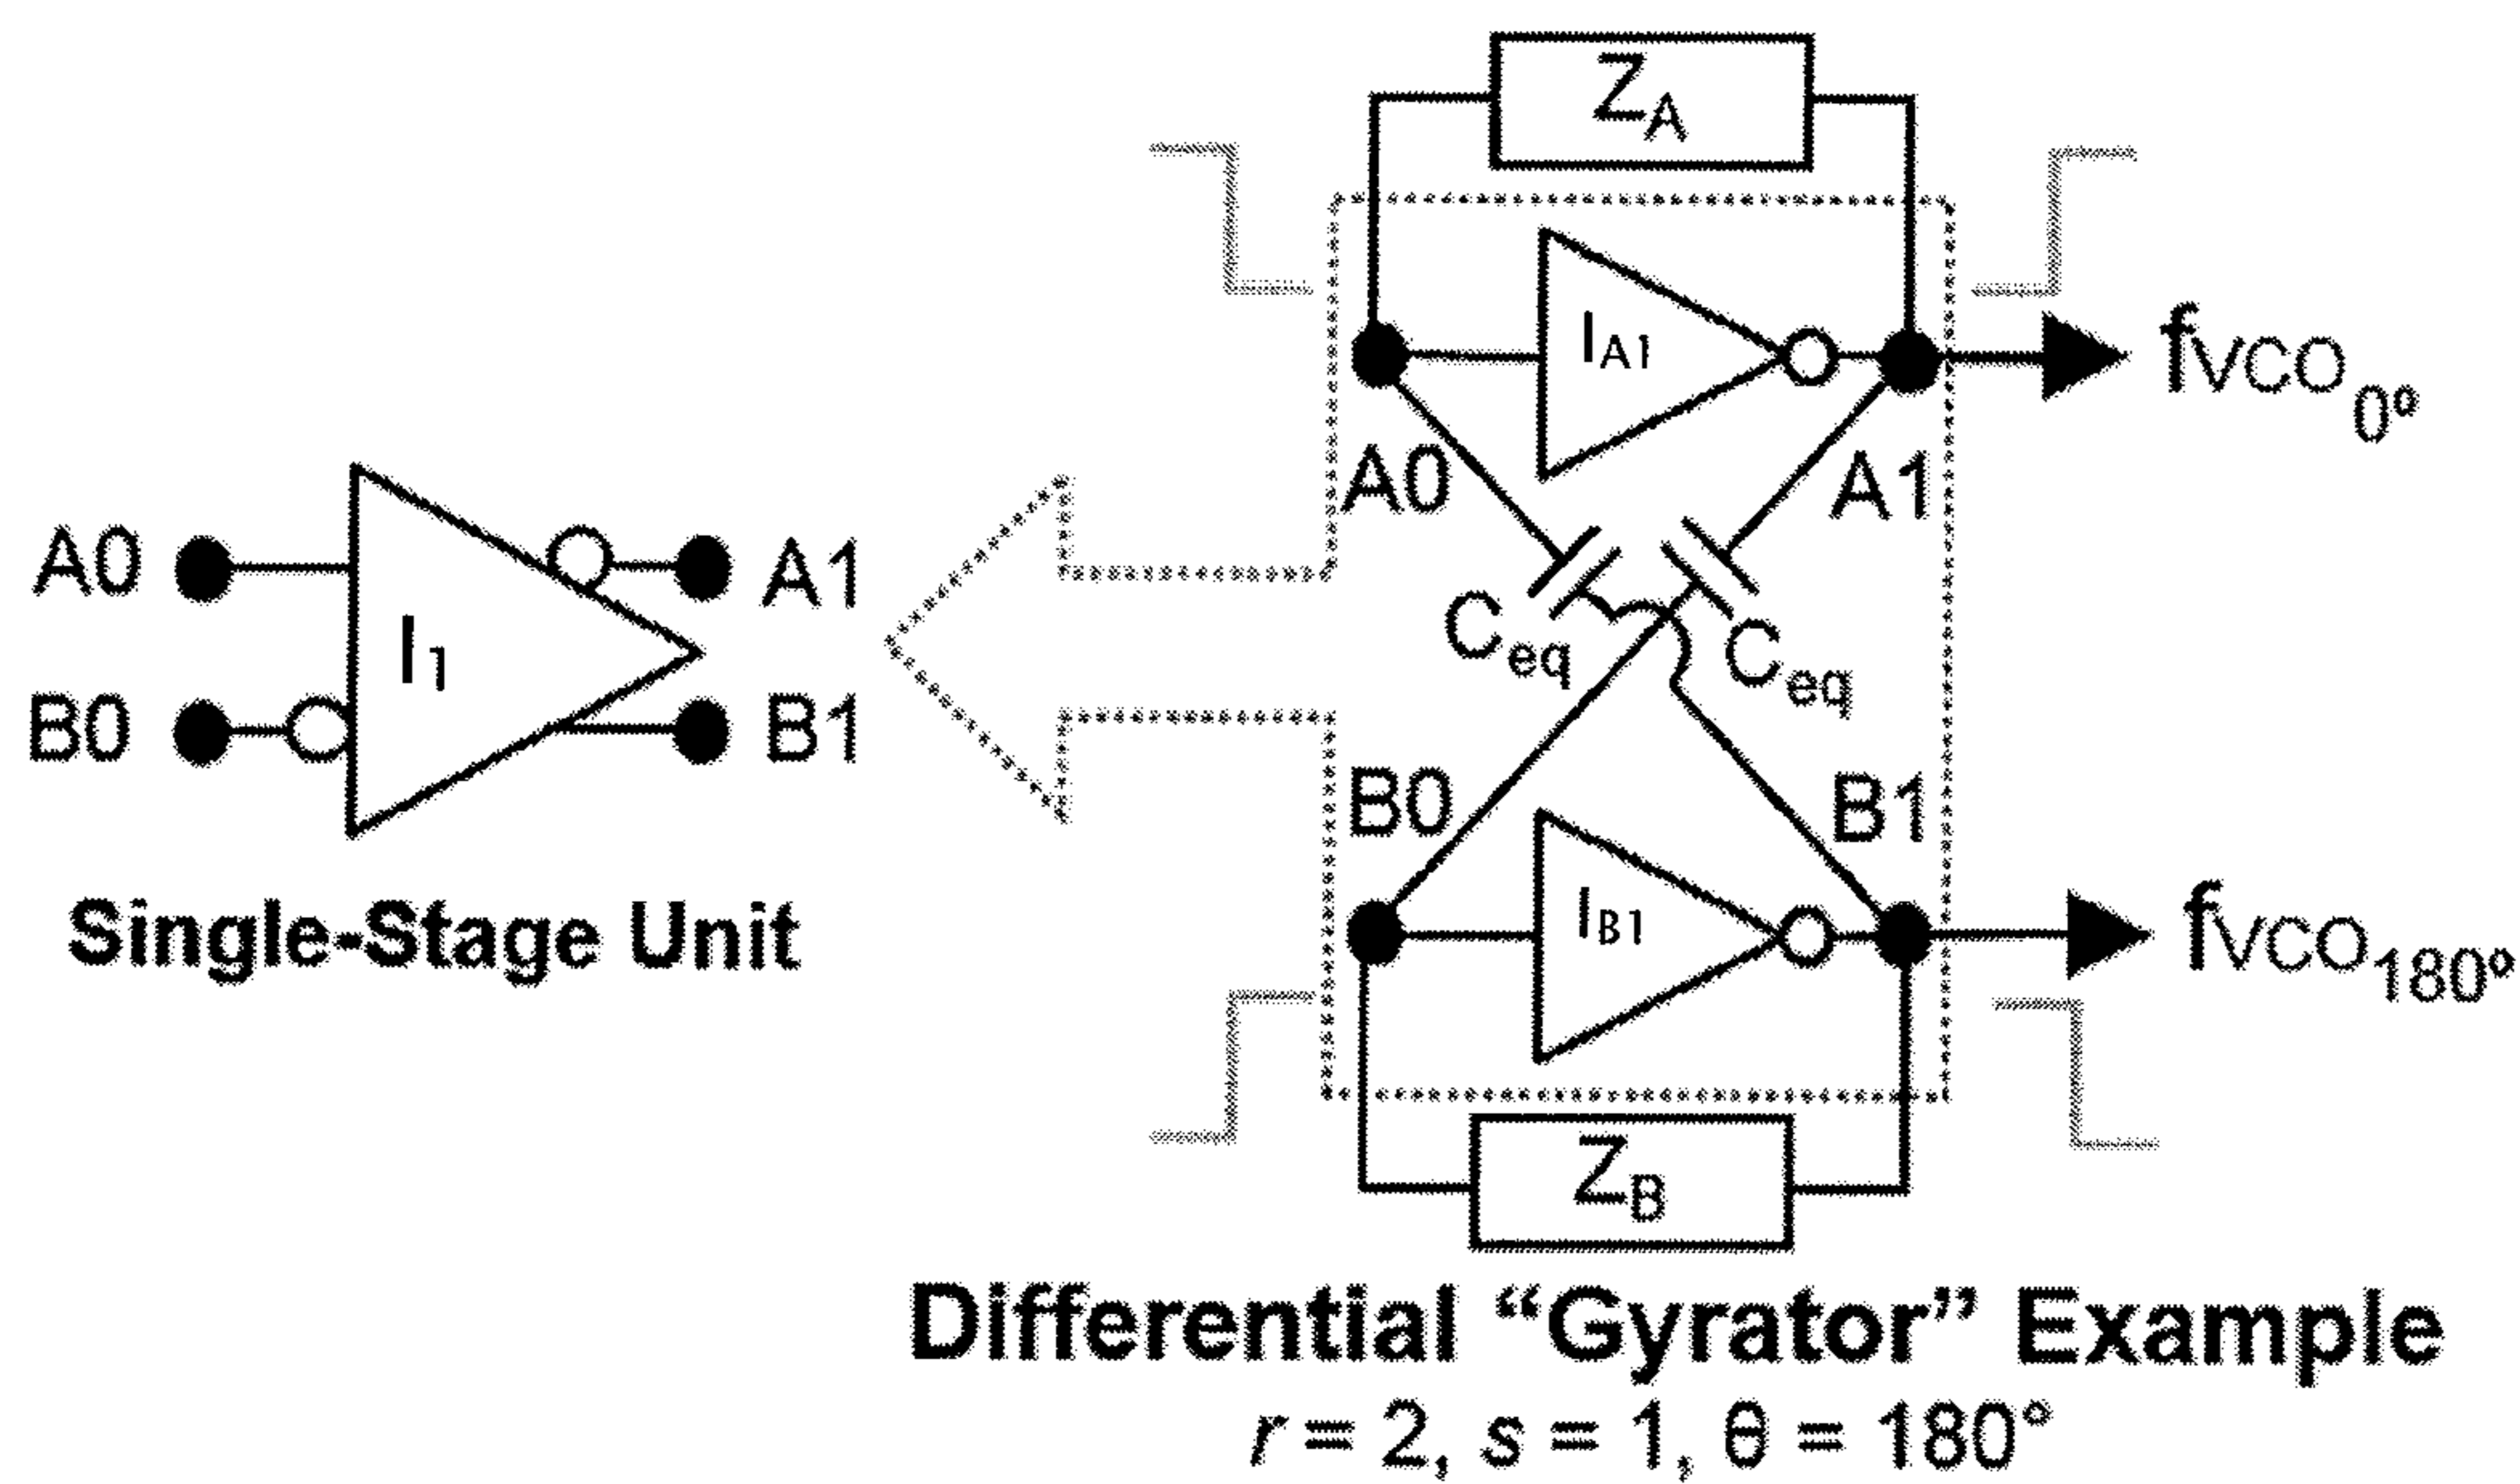 Z_A
I_A1
f_VCO_0°
A0 A1
A0 A1
I_1
C_eq C_eq
B0 B1
B0 B1
I_B1
f_VCO_180°
Single-Stage Unit
Z_B
Differential “Gyrator” Example
r = 2, s = 1, θ = 180°